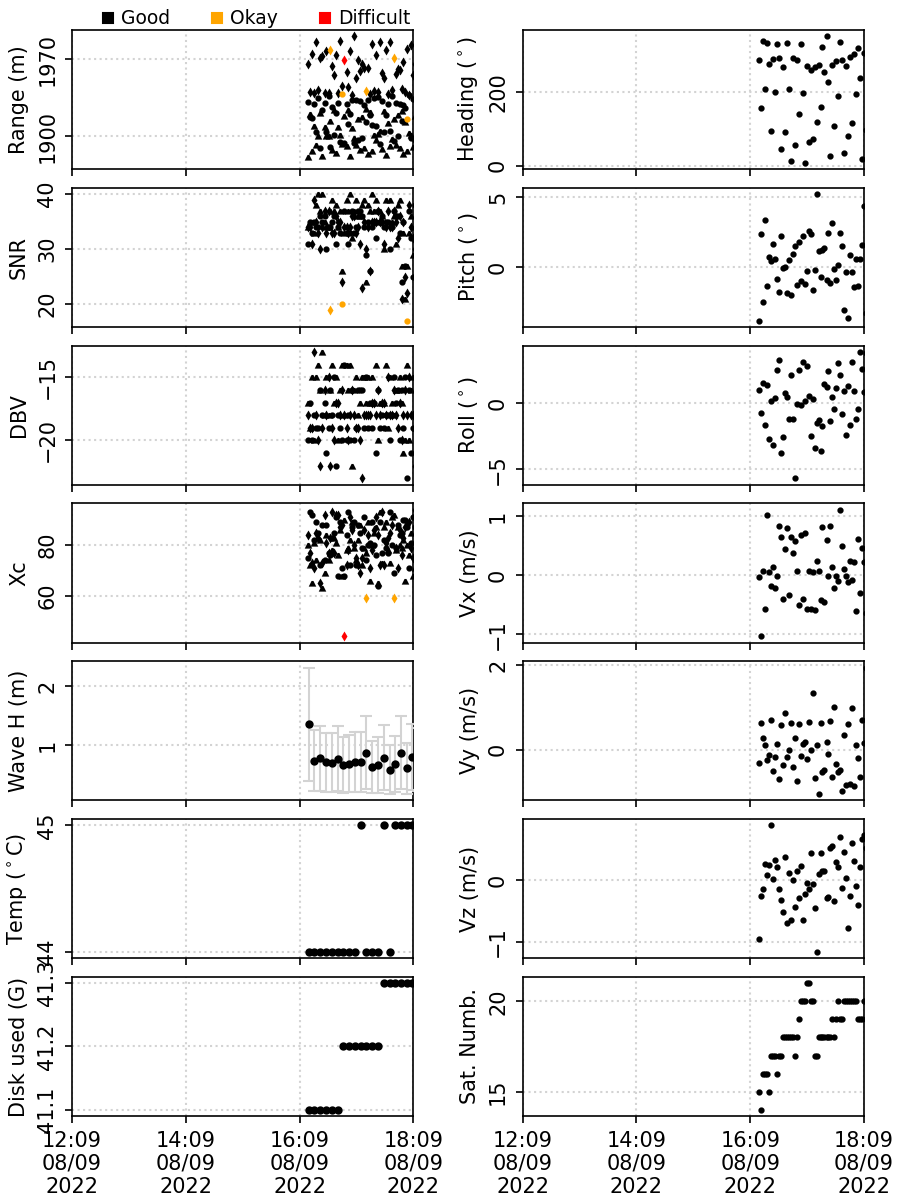 Good Okay Difficult
Range (m)
1970
1900
Heading (°)
200
0
SNR
40
30
20
Pitch (°)
5
0
DBV
−15
−20
Roll (°)
0
−5
Xc
80
60
Vx (m/s)
1
0
−1
Wave H (m)
2
1
Vy (m/s)
2
0
Temp (°C)
45
44
Vz (m/s)
0
−1
Disk used (G)
41.3
41.2
41.1
Sat. Numb.
20
15
12:09 14:09 16:09 18:09 12:09 14:09 16:09 18:09
08/09 08/09 08/09 08/09 08/09 08/09 08/09 08/09
2022 2022 2022 2022 2022 2022 2022 2022